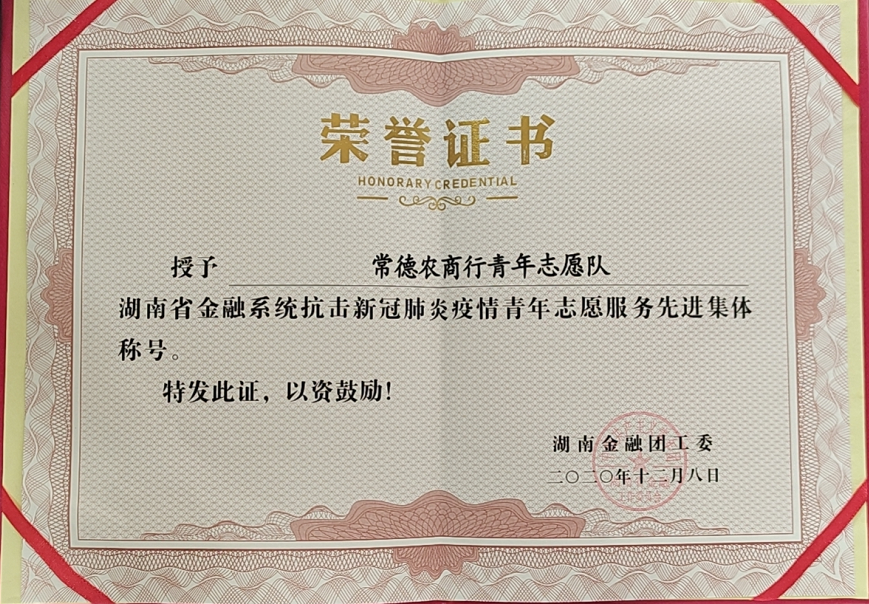 荣誉证书
HONORARY CREDENTIAL
授予 常德农商行青年志愿队
湖南省金融系统抗击新冠肺炎疫情青年志愿服务先进集体
称号。
特发此证，以资鼓励！
湖南金融团工委
二〇二〇年十二月八日